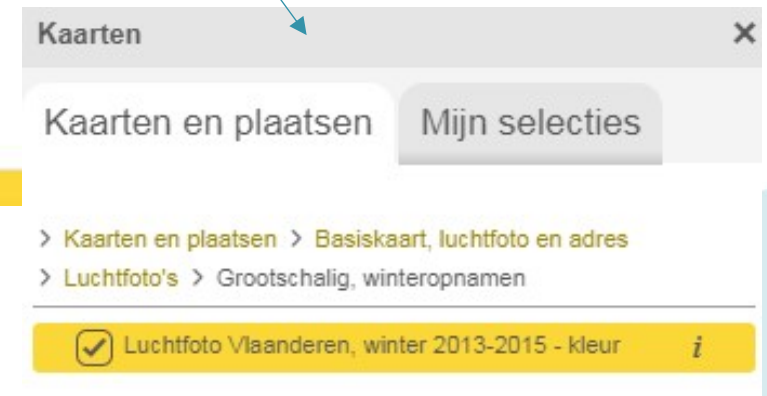 Kaarten ×
Kaarten en plaatsen Mijn selecties
> Kaarten en plaatsen > Basiskaart, luchtfoto en adres
> Luchtfoto's > Grootschalig, winteropnamen
Luchtfoto Vlaanderen, winter 2013-2015 - kleur i